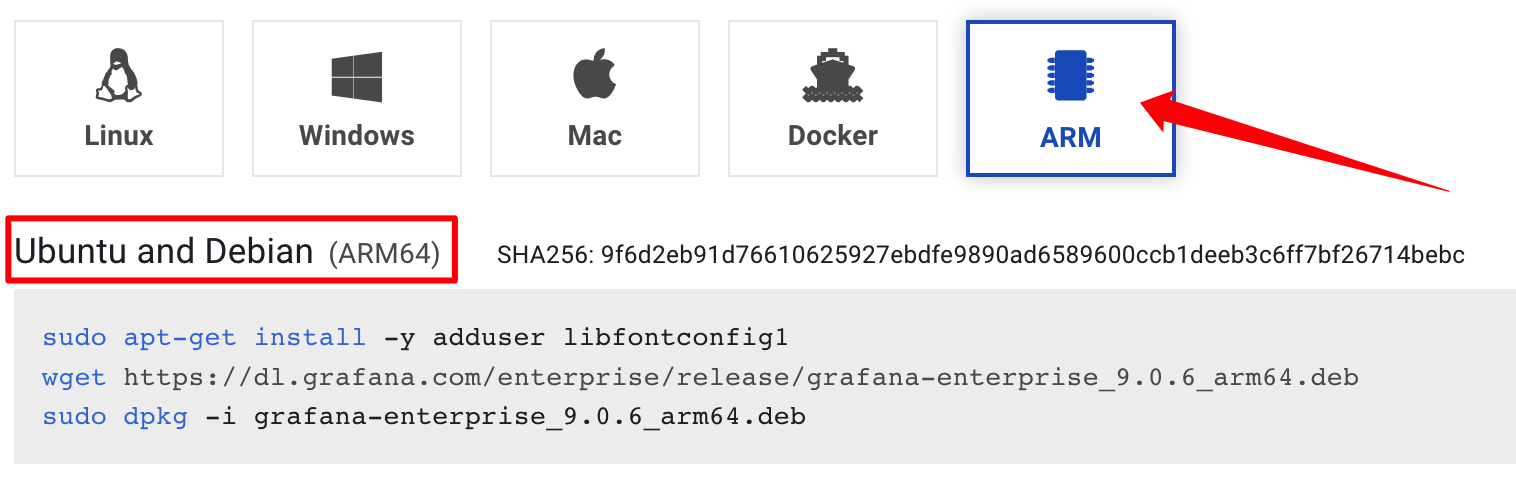 Linux
Windows
Mac
Docker
ARM
Ubuntu and Debian (ARM64)
SHA256: 9f6d2eb91d76610625927ebdfe9890ad6589600ccb1deeb3c6ff7bf26714bebc
sudo apt-get install -y adduser libfontconfig1
wget https://dl.grafana.com/enterprise/release/grafana-enterprise_9.0.6_arm64.deb
sudo dpkg -i grafana-enterprise_9.0.6_arm64.deb